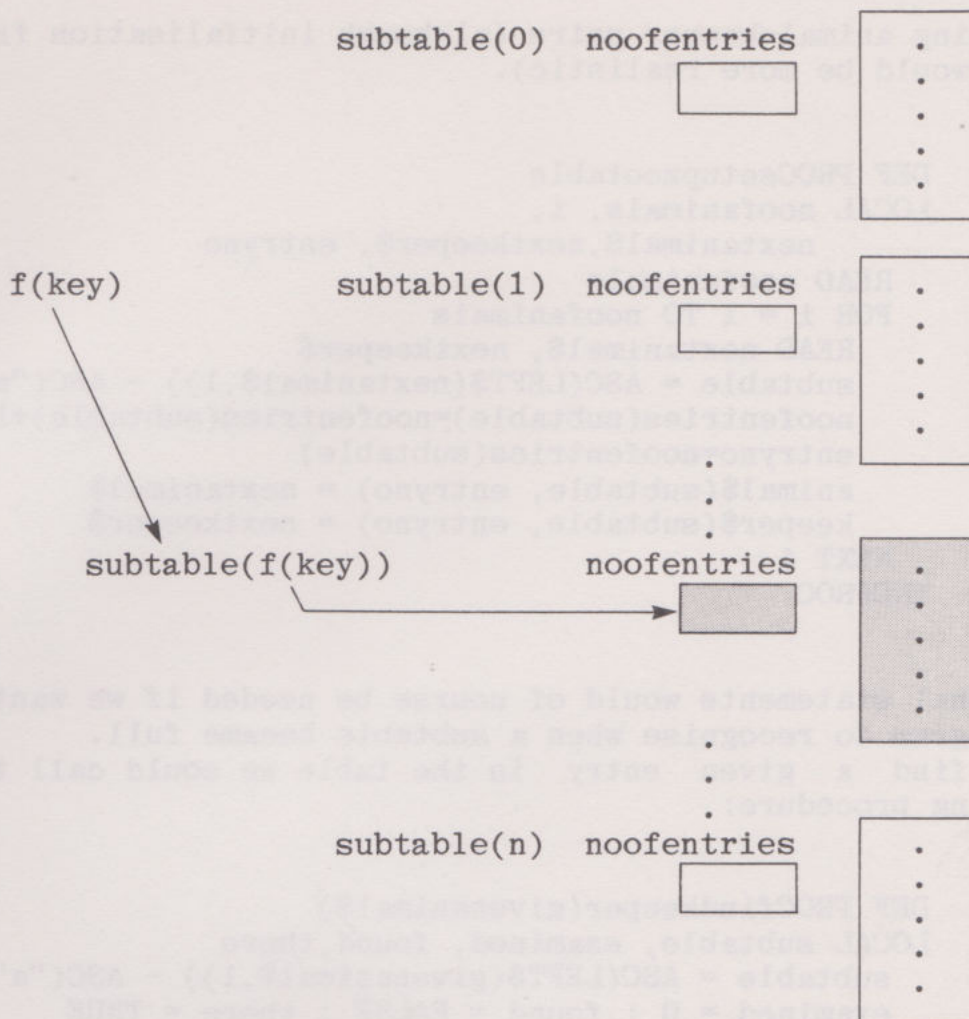 subtable(0) noofentries
f(key) subtable(1) noofentries
subtable(f(key)) noofentries
subtable(n) noofentries